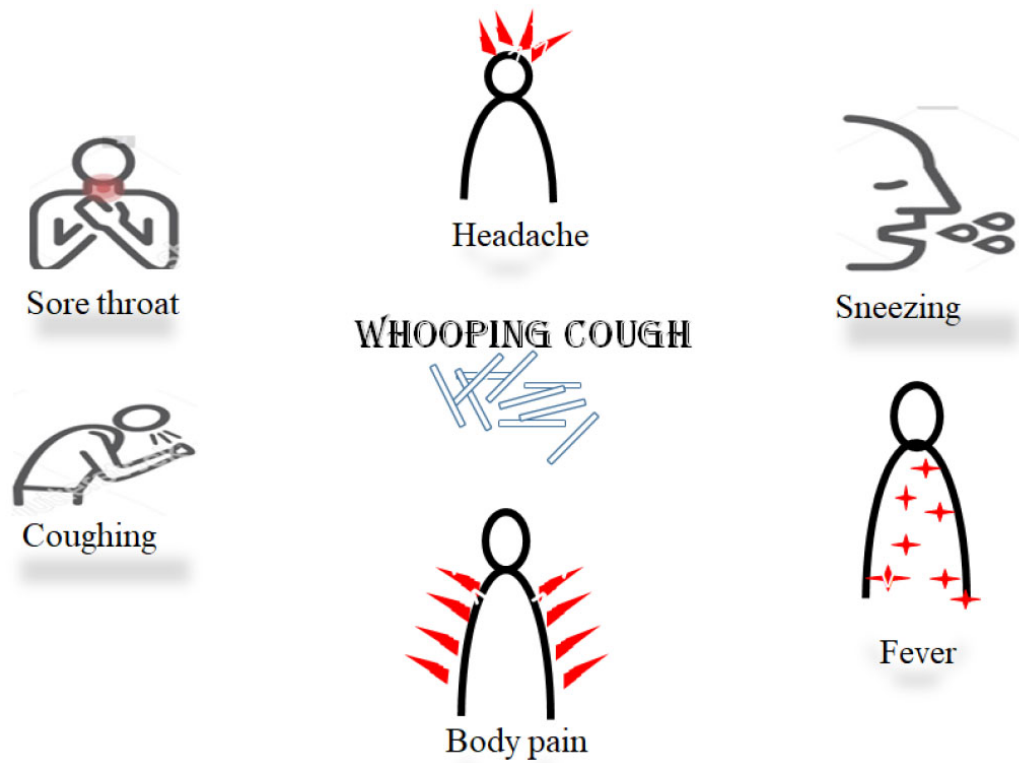 Headache
Sore throat
Sneezing
WHOOPING COUGH
Coughing
Fever
Body pain